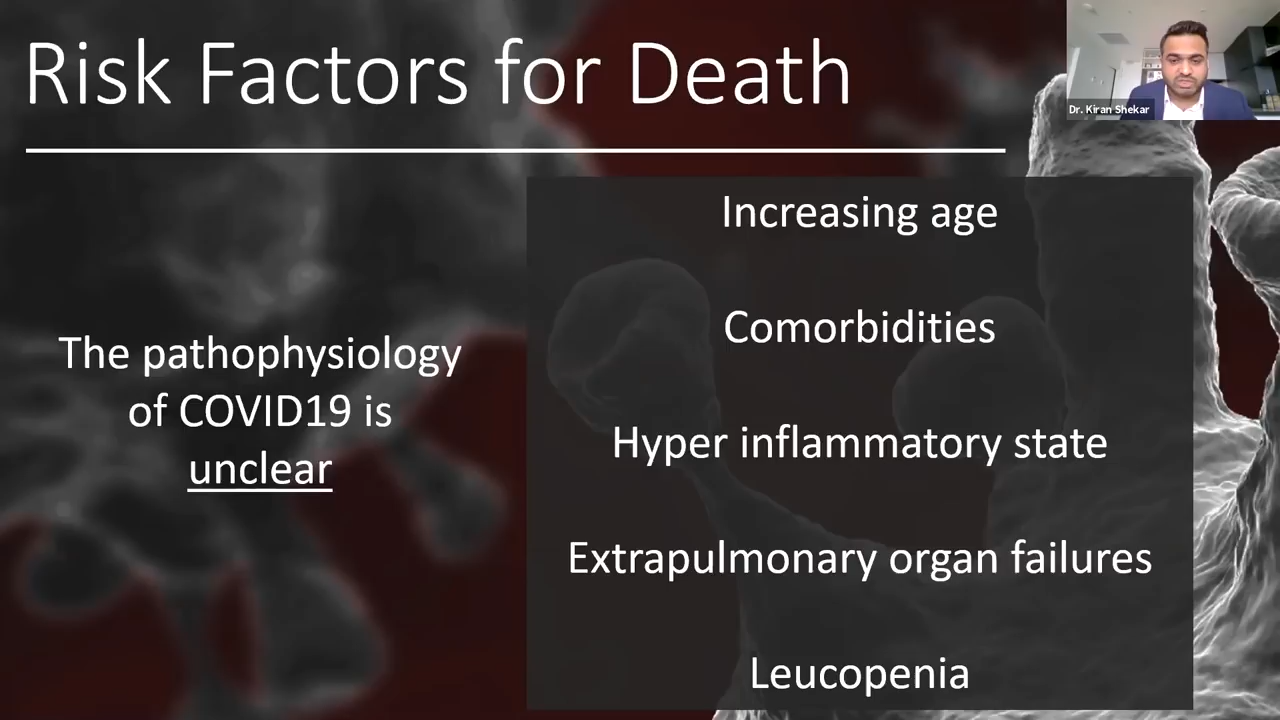 Risk Factors for Death
Dr. Kiran Shekar
The pathophysiology
of COVID19 is
unclear
Increasing age
Comorbidities
Hyper inflammatory state
Extrapulmonary organ failures
Leucopenia